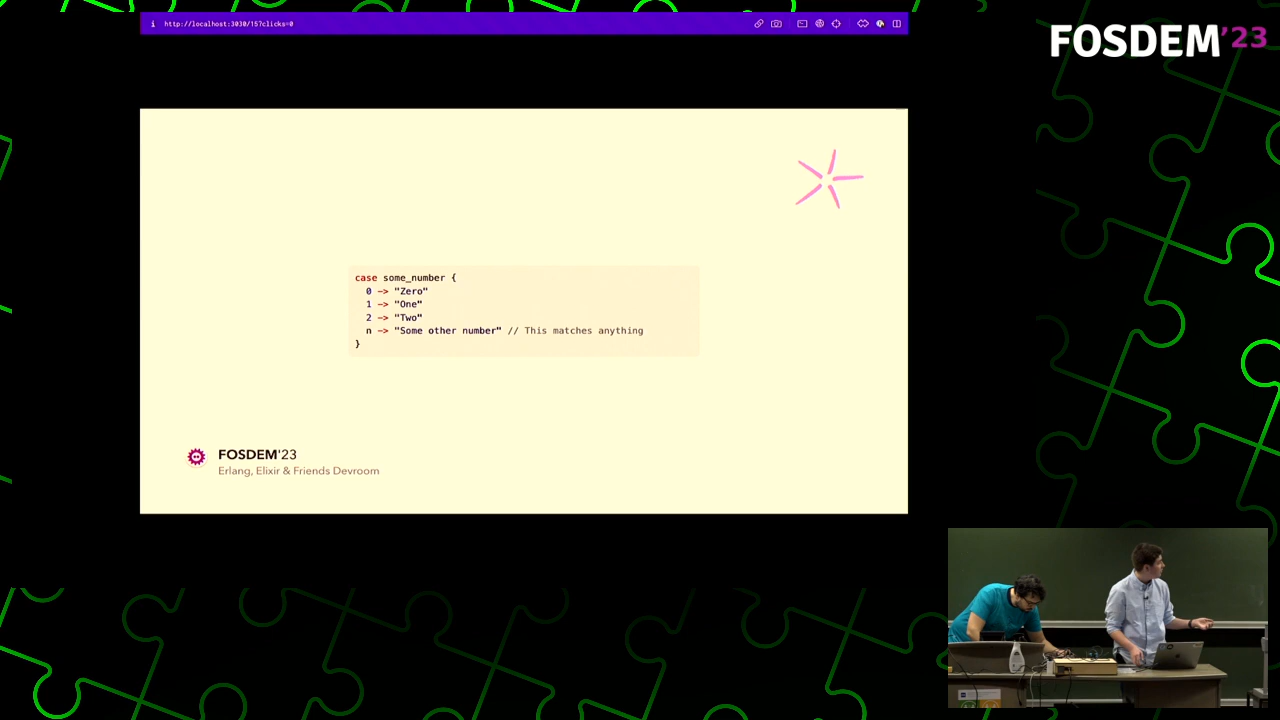 http://localhost:3030/15?clicks=0
FOSDEM'23
case some_number {
0 -> "Zero"
1 -> "One"
2 -> "Two"
n -> "Some other number" // This matches anything
}
FOSDEM'23
Erlang, Elixir & Friends Devroom